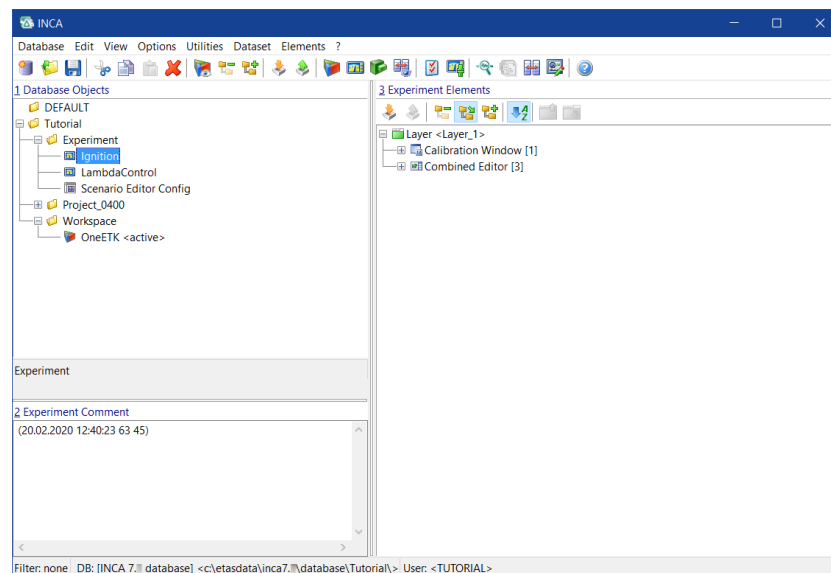 INCA
Database Edit View Options Utilities Dataset Elements ?
1 Database Objects
DEFAULT
Tutorial
Experiment
Ignition
LambdaControl
Scenario Editor Config
Project_0400
Workspace
OneETK <active>
Experiment
2 Experiment Comment
(20.02.2020 12:40:23 63 45)
3 Experiment Elements
Layer <Layer_1>
Calibration Window [1]
Combined Editor [3]
Filter: none DB: [INCA 7. database] <c:\etasdata\inca7. \database\Tutorial\> User: <TUTORIAL>